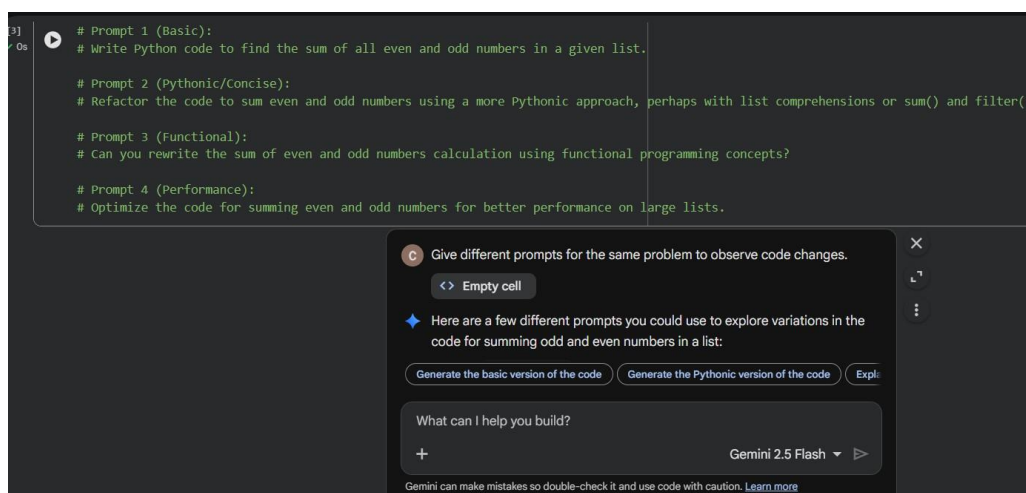 [3]
0s
# Prompt 1 (Basic):
# Write Python code to find the sum of all even and odd numbers in a given list.
# Prompt 2 (Pythonic/Concise):
# Refactor the code to sum even and odd numbers using a more Pythonic approach, perhaps with list comprehensions or sum() and filter(
# Prompt 3 (Functional):
# Can you rewrite the sum of even and odd numbers calculation using functional programming concepts?
# Prompt 4 (Performance):
# Optimize the code for summing even and odd numbers for better performance on large lists.
C Give different prompts for the same problem to observe code changes.
<> Empty cell
Here are a few different prompts you could use to explore variations in the
code for summing odd and even numbers in a list:
Generate the basic version of the code Generate the Pythonic version of the code Expla
What can I help you build?
+ Gemini 2.5 Flash
Gemini can make mistakes so double-check it and use code with caution. Learn more